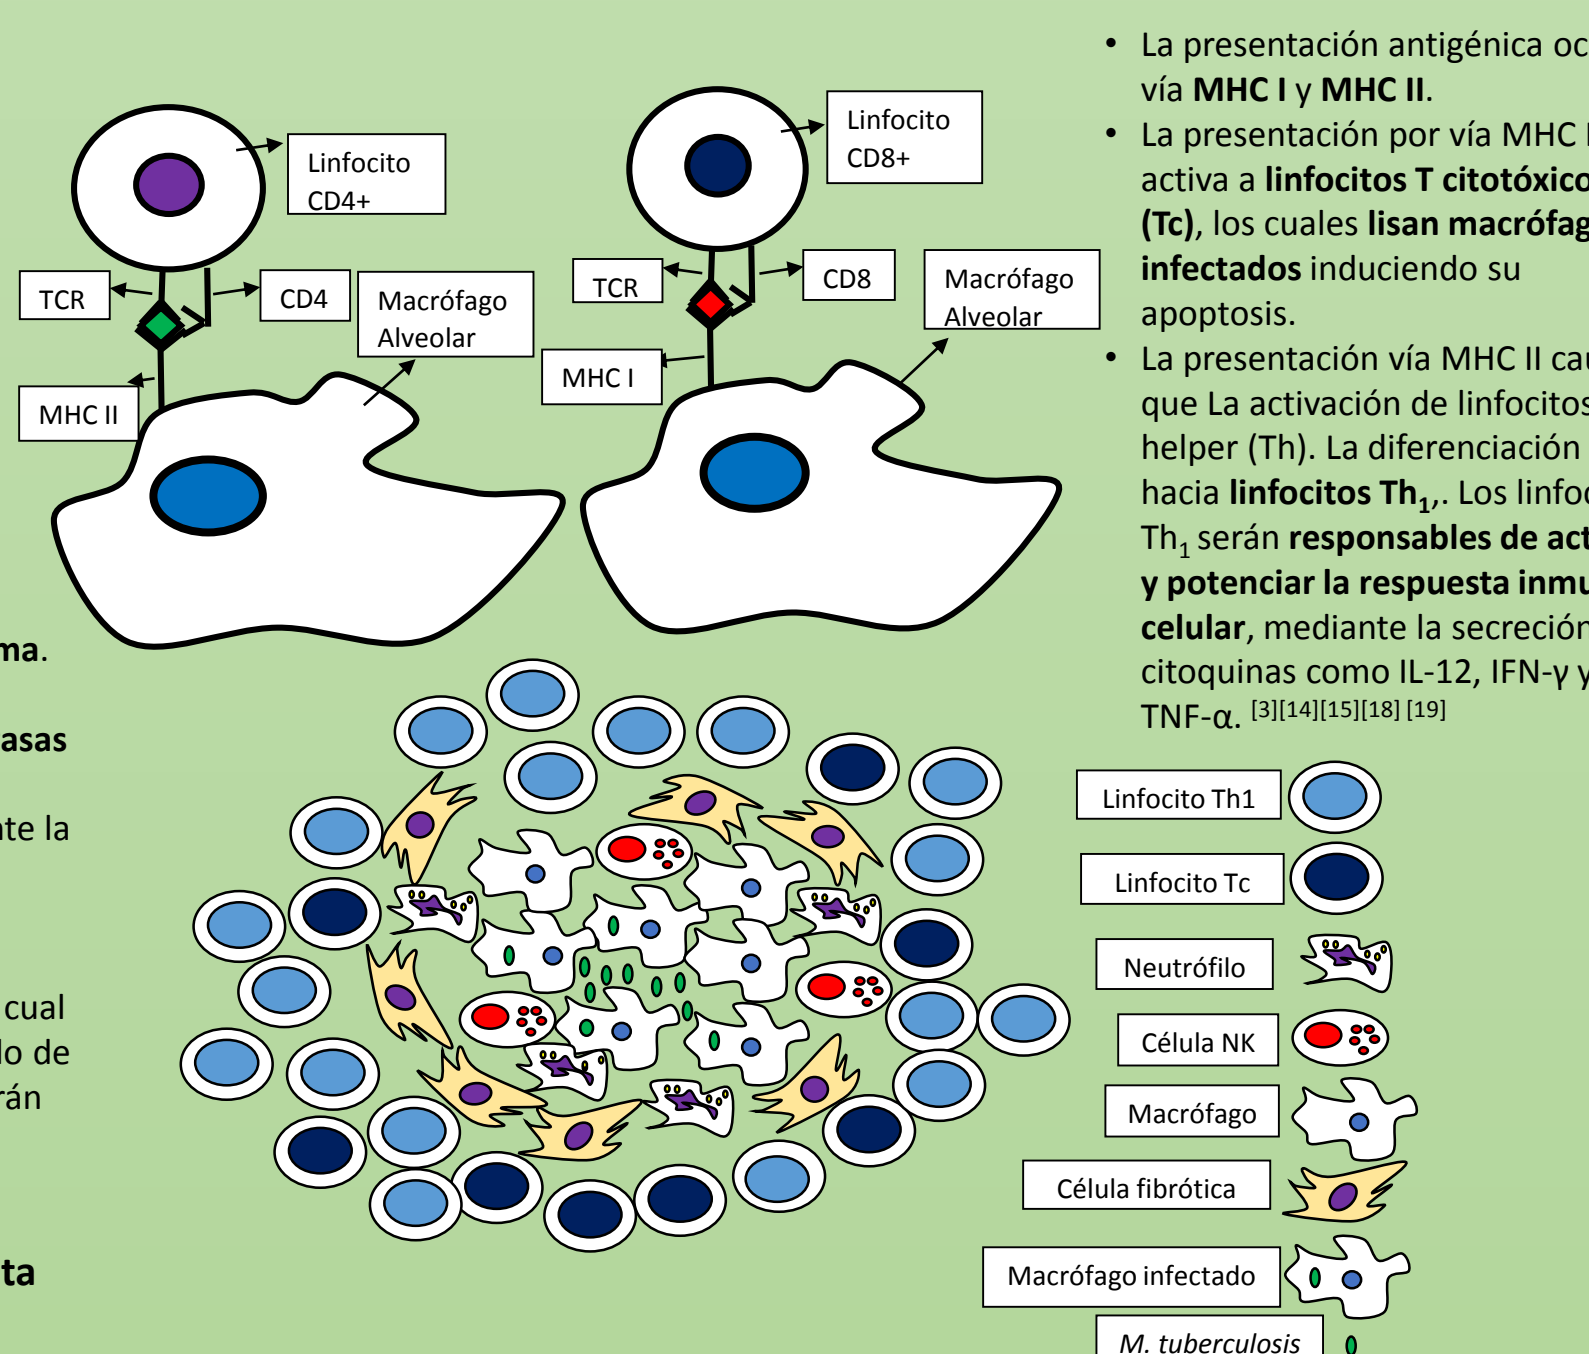 Linfocito
CD4+
TCR
CD4
Macrófago
Alveolar
MHC II
Linfocito
CD8+
TCR
CD8
Macrófago
Alveolar
MHC I
• La presentación antigénica oc
vía MHC I y MHC II.
• La presentación por vía MHC
activa a linfocitos T citotóxico
(Tc), los cuales lisan macrófag
infectados induciendo su
apoptosis.
• La presentación vía MHC II cau
que La activación de linfocitos
helper (Th). La diferenciación
hacia linfocitos Th₁,. Los linfoc
Th₁ serán responsables de act
y potenciar la respuesta inmu
celular, mediante la secreción
citoquinas como IL-12, IFN-γ y
TNF-α. [3][14][15][18] [19]
ma.
asas
te la
cual
do de
rán
ta
Linfocito Th1
Linfocito Tc
Neutrófilo
Célula NK
Macrófago
Célula fibrótica
Macrófago infectado
M. tuberculosis